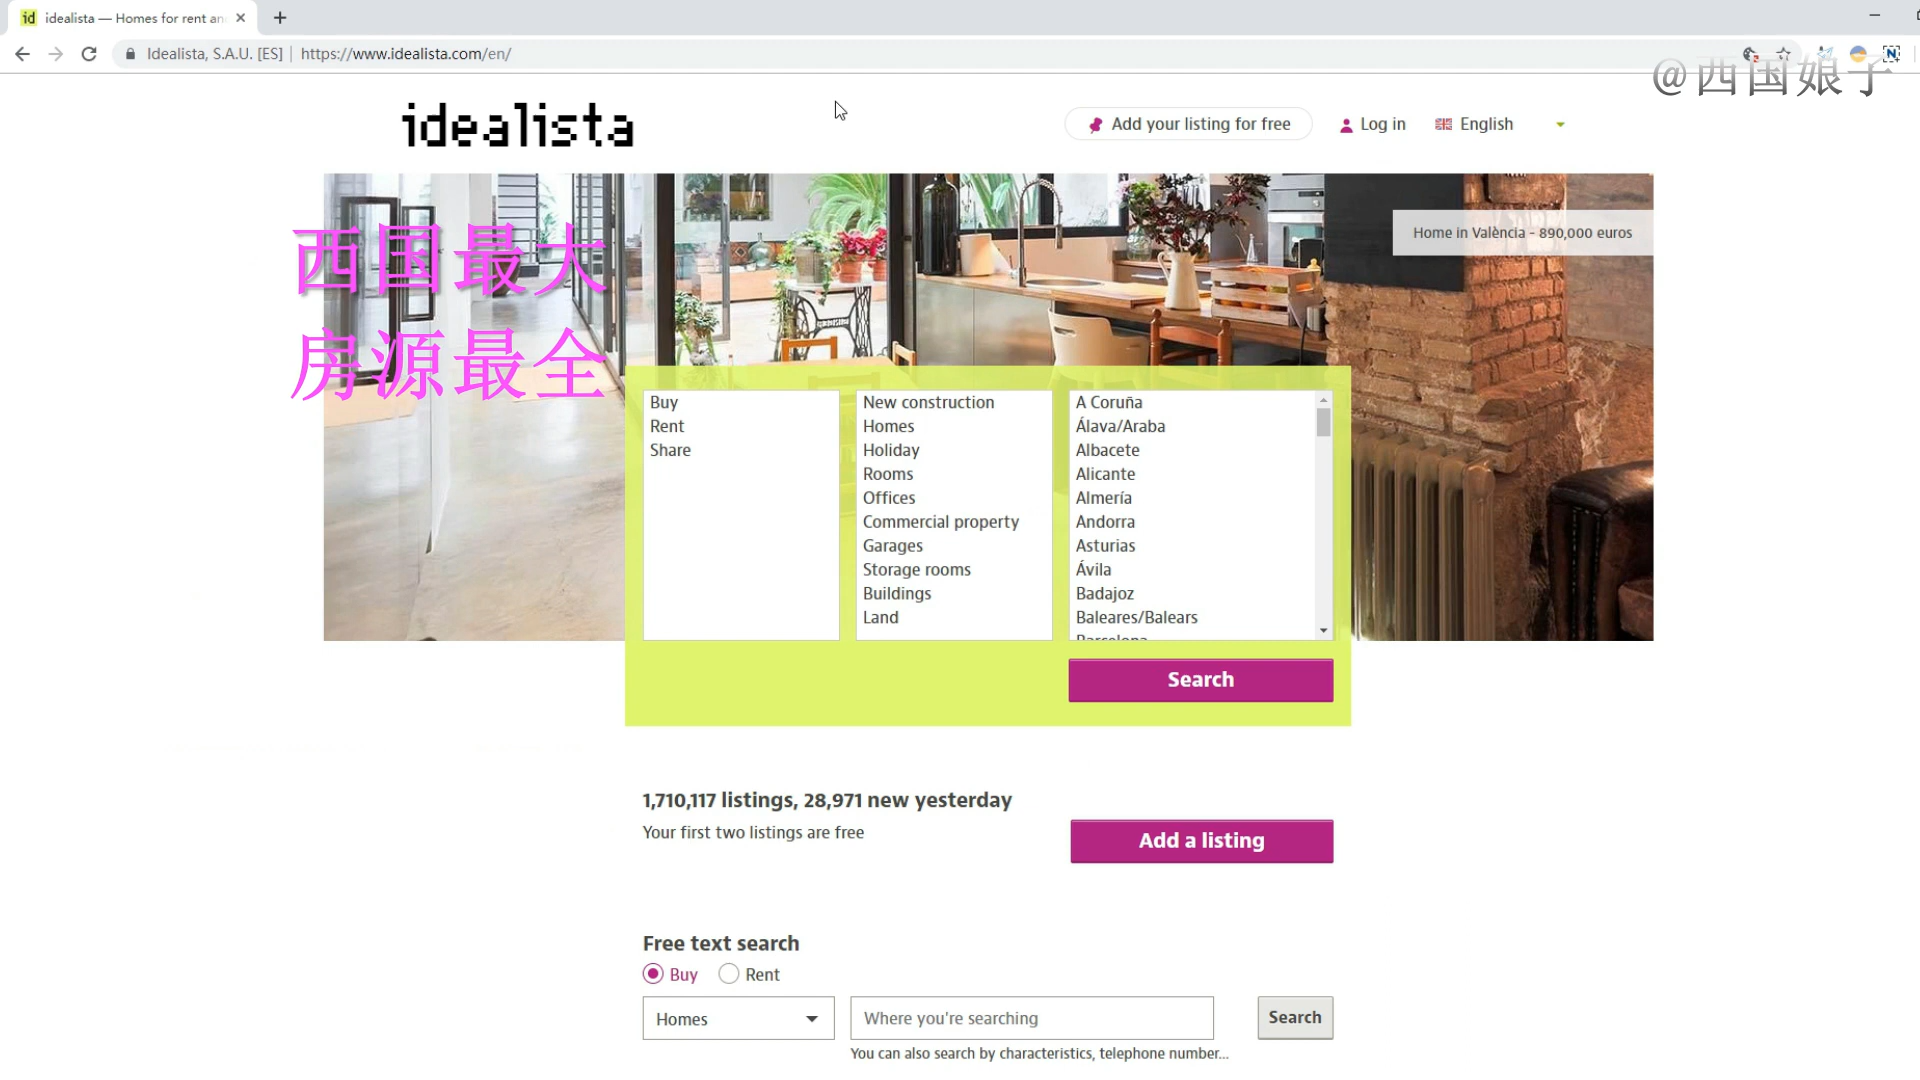 idealista — Homes for rent an
Idealista, S.A.U. [ES] | https://www.idealista.com/en/
@西国娘子
idealista
Add your listing for free
Log in
English
Home in València - 890,000 euros
西国最大
房源最全
Buy
Rent
Share
New construction
Homes
Holiday
Rooms
Offices
Commercial property
Garages
Storage rooms
Buildings
Land
A Coruña
Álava/Araba
Albacete
Alicante
Almería
Andorra
Asturias
Ávila
Badajoz
Baleares/Balears
Barcelona
Search
1,710,117 listings, 28,971 new yesterday
Your first two listings are free
Add a listing
Free text search
Buy
Rent
Homes
Where you're searching
Search
You can also search by characteristics, telephone number...